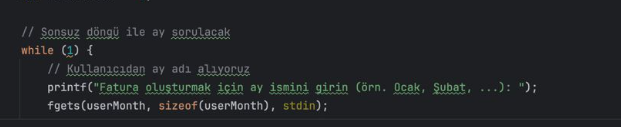 // Sonsuz döngü ile ay sorulacak
while (1) {
// Kullanıcıdan ay adı alıyoruz
printf("Fatura oluşturmak için ay ismini girin (örn. Ocak, Şubat, ...): ");
fgets(userMonth, sizeof(userMonth), stdin);